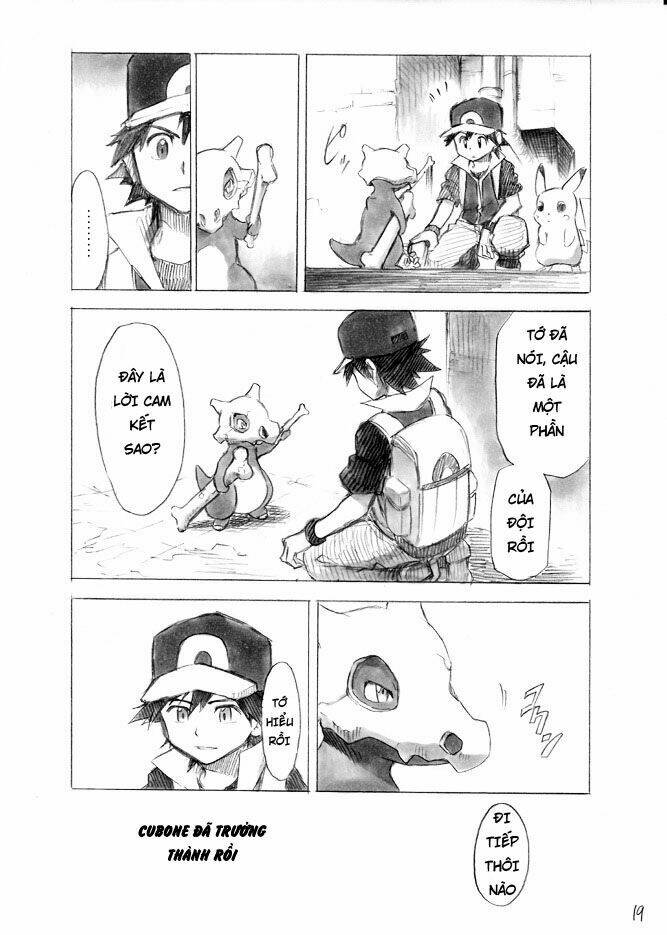 ピ
.......
TỚ ĐÃ
NÓI, CẬU
ĐÃ LÀ
MỘT
PHẦN
CỦA
ĐỘI RỒI
ĐÂY LÀ
LỜI CAM
KẾT
SAO?
TỚ
HIỂU
RỒI
ĐI
TIẾP
THÔI
NÀO
CUBONE ĐÃ TRƯỞNG
THÀNH RỒI
19